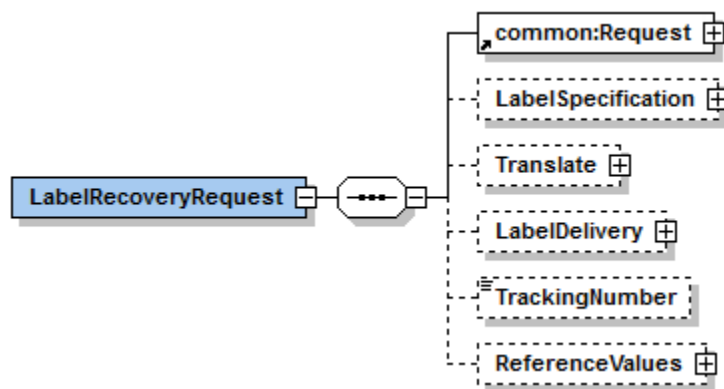 common:Request
LabelSpecification
Translate
LabelRecoveryRequest
LabelDelivery
TrackingNumber
ReferenceValues